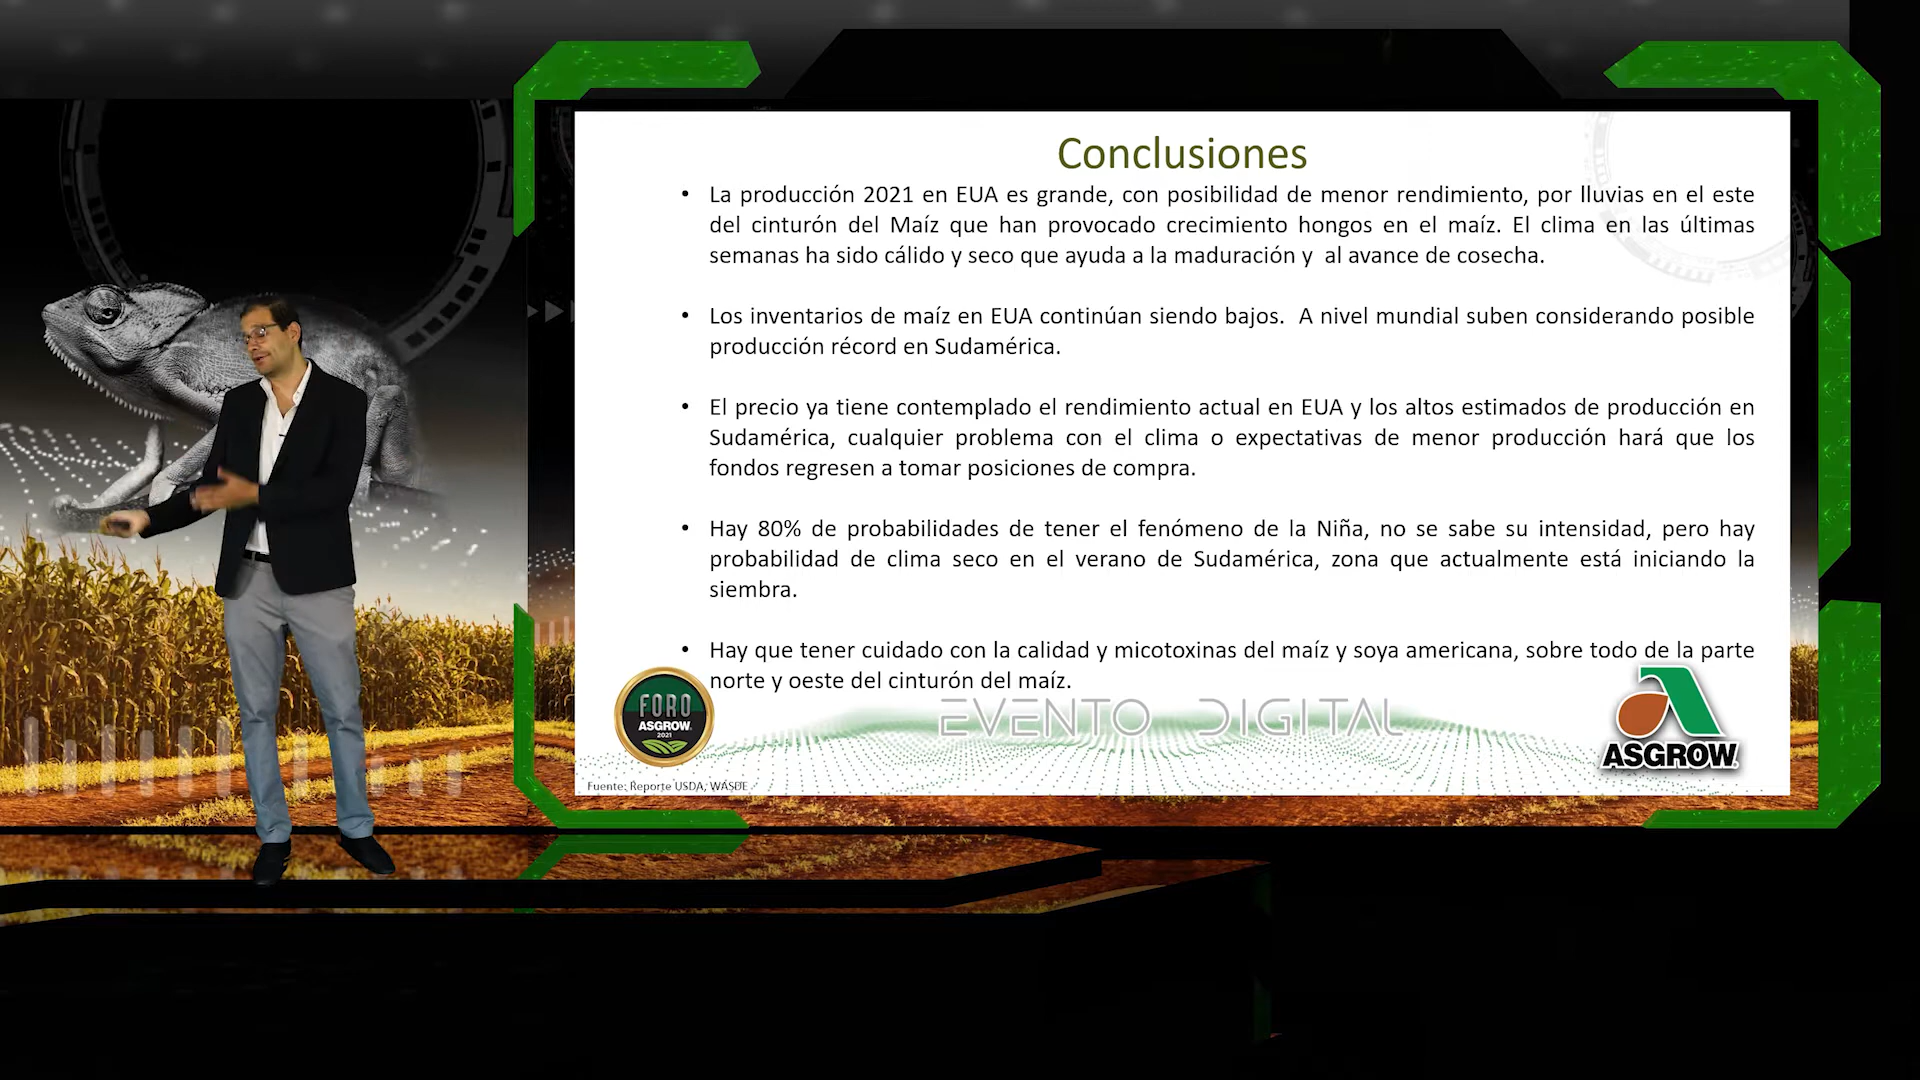 Conclusiones
• La producción 2021 en EUA es grande, con posibilidad de menor rendimiento, por lluvias en el este
del cinturón del Maíz que han provocado crecimiento hongos en el maíz. El clima en las últimas
semanas ha sido cálido y seco que ayuda a la maduración y al avance de cosecha.
• Los inventarios de maíz en EUA continúan siendo bajos. A nivel mundial suben considerando posible
producción récord en Sudamérica.
• El precio ya tiene contemplado el rendimiento actual en EUA y los altos estimados de producción en
Sudamérica, cualquier problema con el clima o expectativas de menor producción hará que los
fondos regresen a tomar posiciones de compra.
• Hay 80% de probabilidades de tener el fenómeno de la Niña, no se sabe su intensidad, pero hay
probabilidad de clima seco en el verano de Sudamérica, zona que actualmente está iniciando la
siembra.
• Hay que tener cuidado con la calidad y micotoxinas del maíz y soya americana, sobre todo de la parte
norte y oeste del cinturón del maíz.
FORO
ASGROW
2021
EVENTO DIGITAL
ASGROW
Fuente: Reporte USDA, WASDE